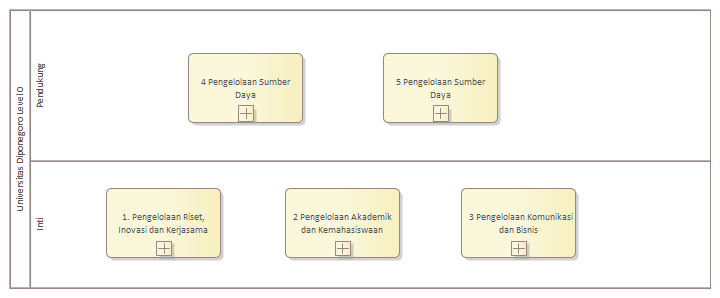 Universitas Diponegoro Level 0
Pendukung
4 Pengelolaan Sumber
Daya
5 Pengelolaan Sumber
Daya
Inti
1. Pengelolaan Riset,
Inovasi dan Kerjasama
2 Pengelolaan Akademik
dan Kemahasiswaan
3 Pengelolaan Komunikasi
dan Bisnis